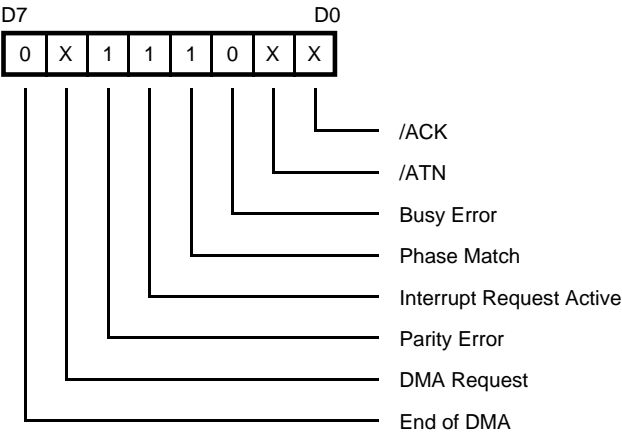 D7 D0
0 X 1 1 1 0 X X
/ACK
/ATN
Busy Error
Phase Match
Interrupt Request Active
Parity Error
DMA Request
End of DMA